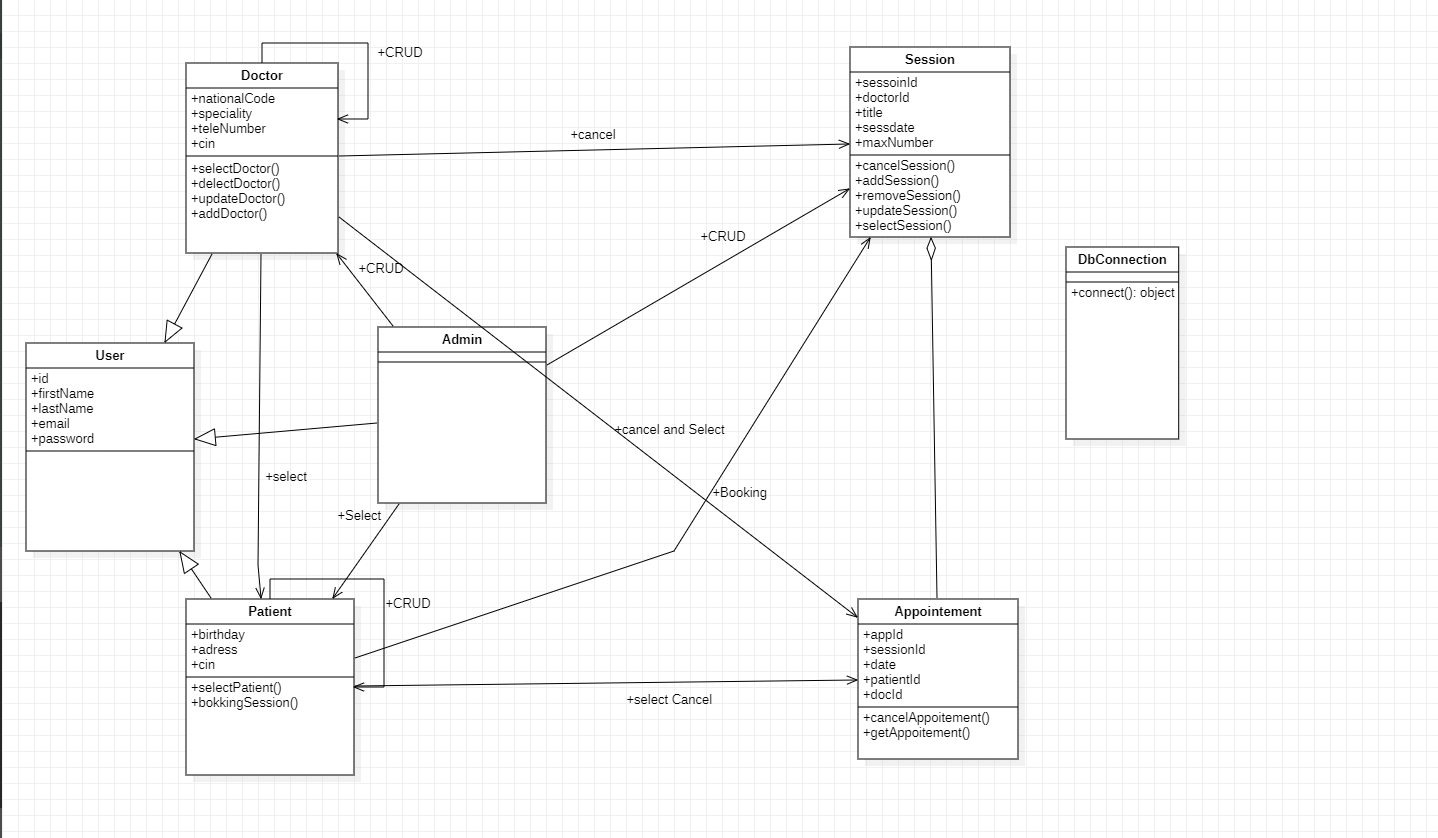 +CRUD
Doctor
+nationalCode
+speciality
+teleNumber
+cin
+selectDoctor()
+delectDoctor()
+updateDoctor()
+addDoctor()
+cancel
Session
+sessoinId
+doctorId
+title
+sessdate
+maxNumber
+cancelSession()
+addSession()
+removeSession()
+updateSession()
+selectSession()
+CRUD
+CRUD
DbConnection
+connect(): object
User
+id
+firstName
+lastName
+email
+password
Admin
+cancel and Select
+select
+Select
+Booking
+CRUD
Patient
+birthday
+adress
+cin
+selectPatient()
+bokkingSession()
+select Cancel
Appointement
+appId
+sessionId
+date
+patientId
+docId
+cancelAppoitement()
+getAppoitement()